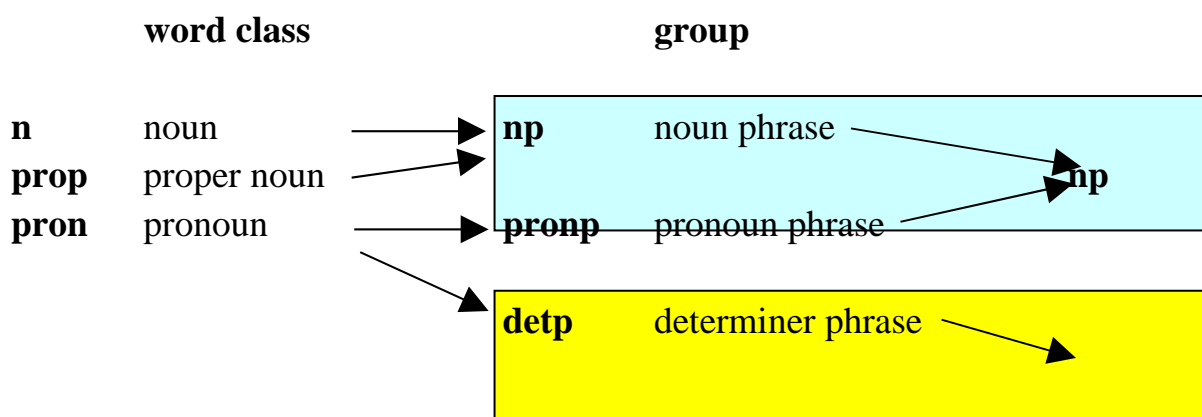 word class group
n noun np noun phrase
prop proper noun np
pron pronoun pronp pronoun phrase
detp determiner phrase